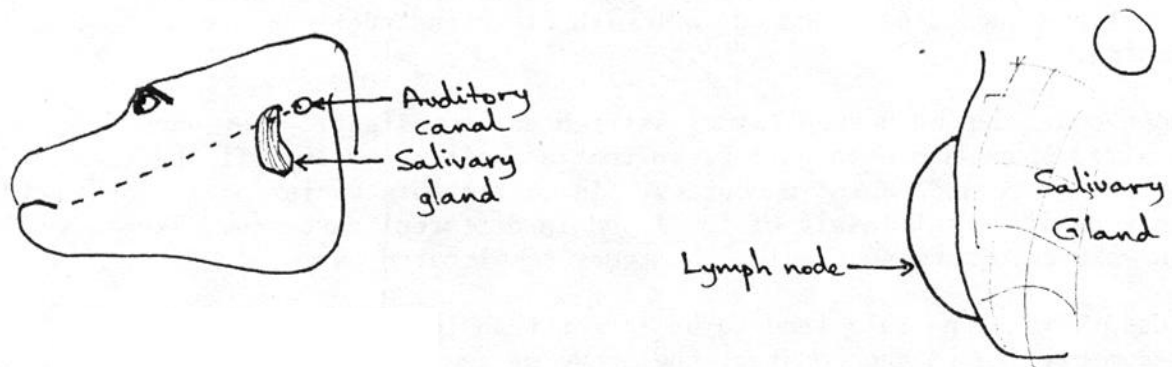 Auditory
canal
Salivary
gland
Salivary
Gland
Lymph node